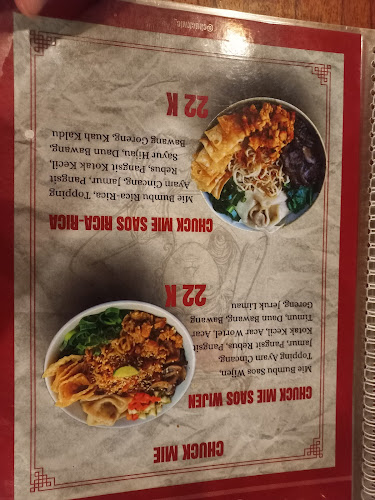 CHUCK MIE
CHUCK MIE SAOS WIJEN
Mie Bumbu Saos Wijen,
Topping Ayam Cincang,
Jamur, Pangsit Rebus, Pangsit
Kotak Kecil, Acar Wortel, Acar
Timun, Daun Bawang, Bawang
Goreng, Jeruk Limau
22 K
CHUCK MIE SAOS RICA-RICA
Mie Bumbu Rica-Rica, Topping
Ayam Cincang, Jamur, Pangsit
Rebus, Pangsit Kotak Kecil,
Sayur Hijau, Daun Bawang,
Bawang Goreng, Kuah Kaldu
22 K